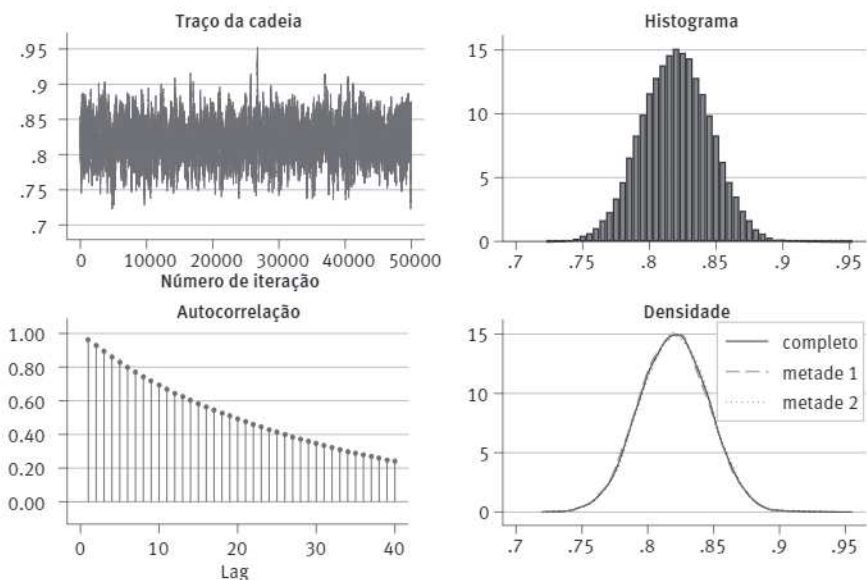 Traço da cadeia
.95
.9
.85
.8
.75
.7
0 10000 20000 30000 40000 50000
Número de iteração
Histograma
15
10
5
0
.7 .75 .8 .85 .9 .95
Autocorrelação
1.00
0.80
0.60
0.40
0.20
0.00
0 10 20 30 40
Lag
Densidade
15
10
5
0
.7 .75 .8 .85 .9 .95
completo
metade 1
metade 2